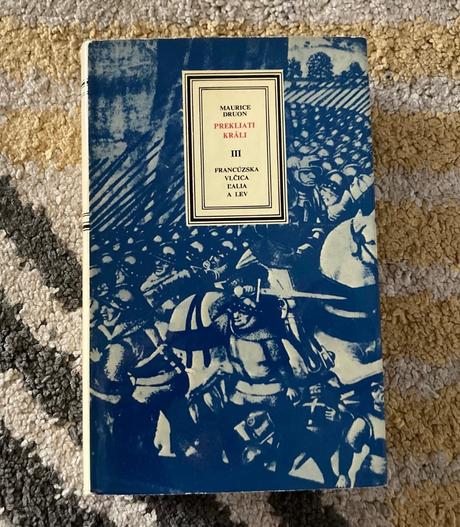 MAURICE
DRUON
PREKLIATI
KRÁLI
III
FRANCÚZSKA
VLČICA
ĽALIA
A LEV